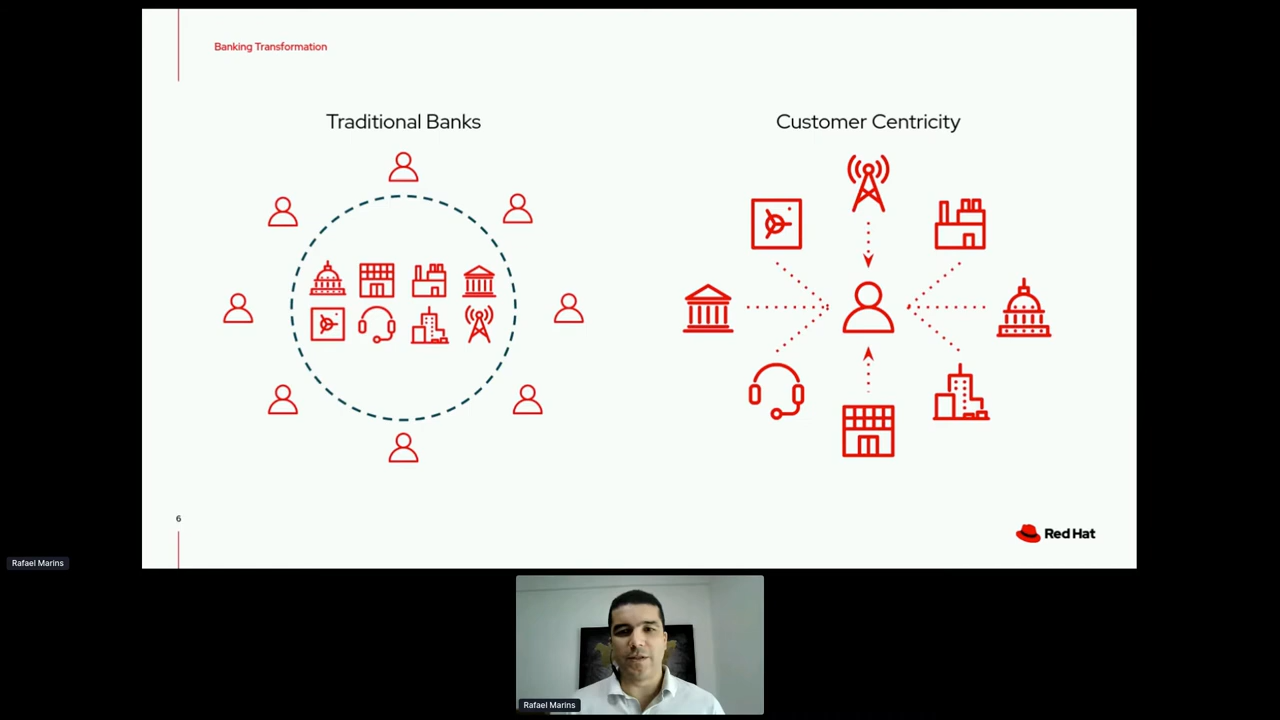 Banking Transformation
Traditional Banks
Customer Centricity
6
Red Hat
Rafael Marins
Rafael Marins